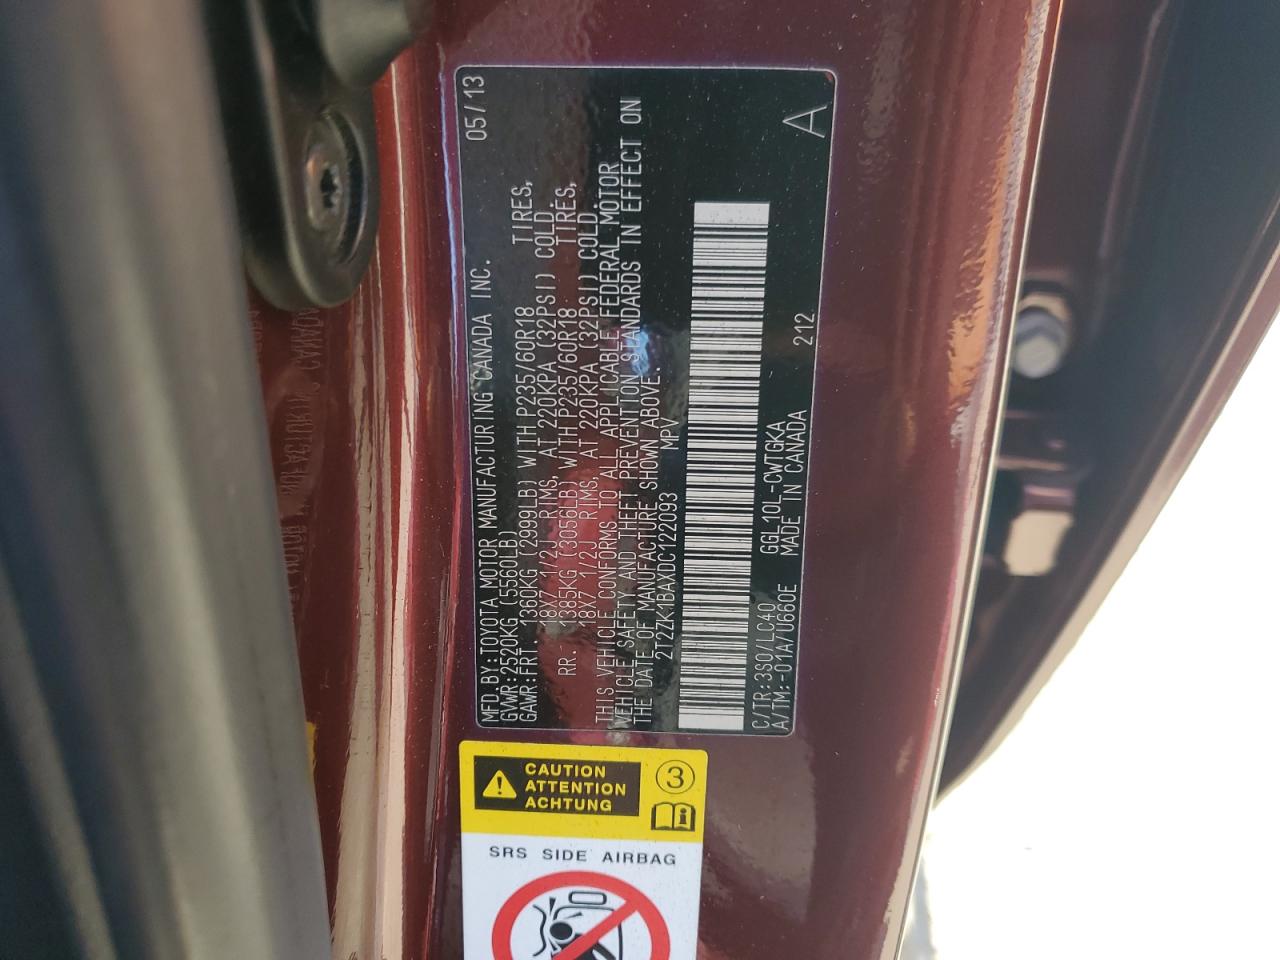 MFD.BY:TOYOTA MOTOR MANUFACTURING CANADA INC. 05/13
GVWR:2520KG (5560LB)
GAWR:FRT. 1360KG (2999LB) WITH P235/60R18 TIRES,
18X7 1/2J RIMS, AT 220KPA (32PSI) COLD
RR. 1385KG (3056LB) WITH P235/60R18 TIRES,
18X7 1/2J RIMS, AT 220KPA (32PSI) COLD
THIS VEHICLE CONFORMS TO ALL APPLICABLE FEDERAL MOTOR
VEHICLE SAFETY AND THEFT PREVENTION STANDARDS IN EFFECT ON
THE DATE OF MANUFACTURE SHOWN ABOVE.
2T2ZK1BAXDC122093 MPV
C/TR:3S0/LC40 GGL10L-CWTGKA 212
A/TM:-01A/U660E MADE IN CANADA A
CAUTION
ATTENTION
ACHTUNG
3
SRS SIDE AIRBAG